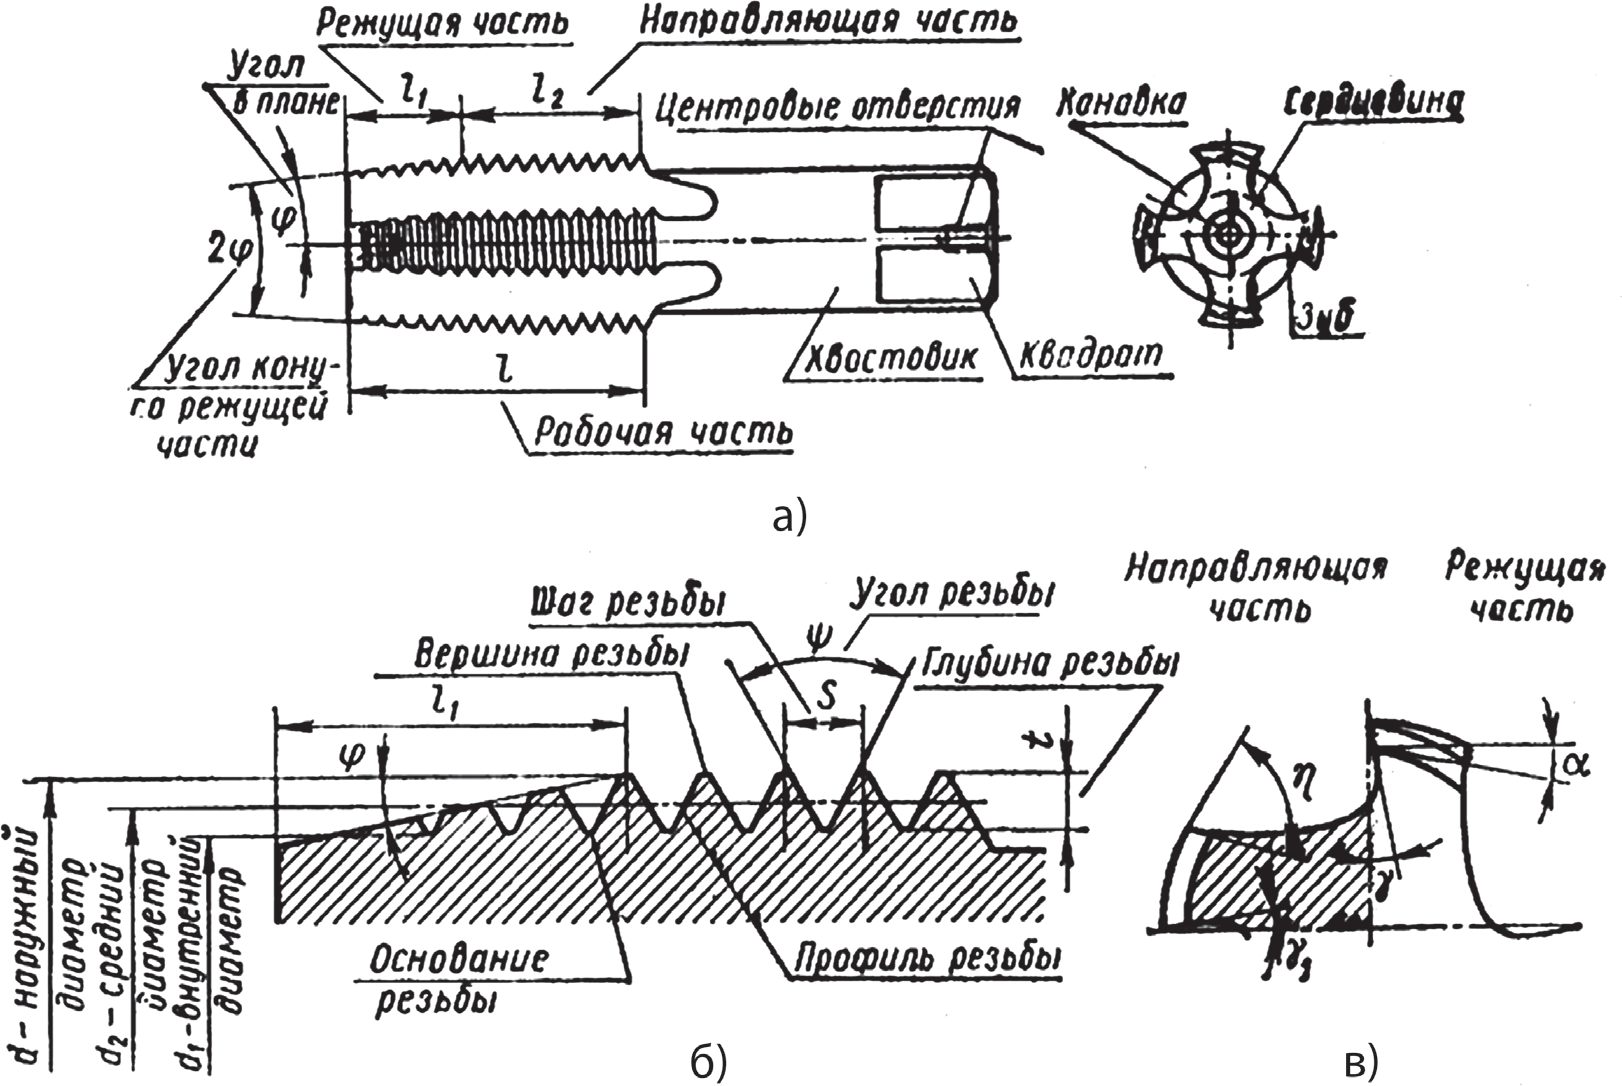 Режущая часть
Направляющая часть
Угол
в плане
l₁
l₂
Центровые отверстия
Канавка
Сердцевина
φ
2φ
Зуб
Угол кону-
га режущей
части
l
Хвостовик
Квадрат
Рабочая часть
а)
Направляющая
часть
Режущая
часть
Шаг резьбы
Угол резьбы
Вершина резьбы
ψ
Глубина резьбы
l₁
S
t
φ
η
α
γ
γ₁
d – наружный
диаметр
d₂ – средний
диаметр
d₁ - внутренний
диаметр
Основание
резьбы
Профиль резьбы
б)
в)